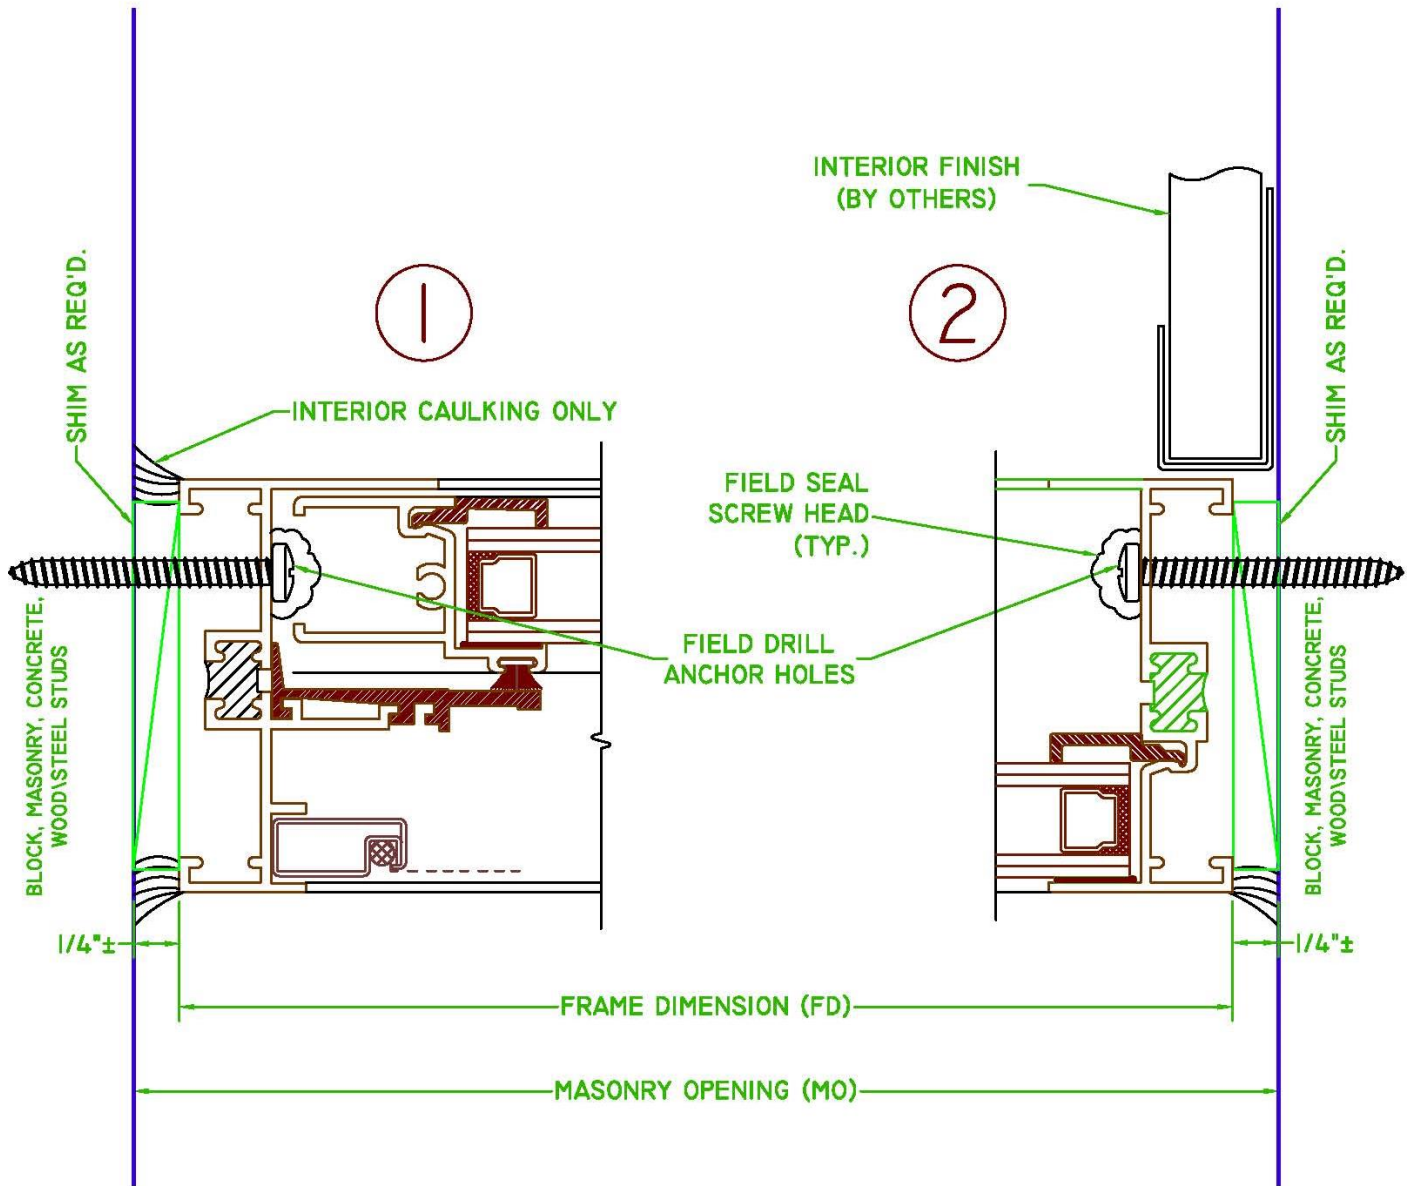 INTERIOR FINISH
(BY OTHERS)
SHIM AS REQ'D.
1
2
SHIM AS REQ'D.
INTERIOR CAULKING ONLY
FIELD SEAL
SCREW HEAD
(TYP.)
BLOCK, MASONRY, CONCRETE,
WOOD\STEEL STUDS
FIELD DRILL
ANCHOR HOLES
BLOCK, MASONRY, CONCRETE,
WOOD\STEEL STUDS
1/4"±
1/4"±
FRAME DIMENSION (FD)
MASONRY OPENING (MO)